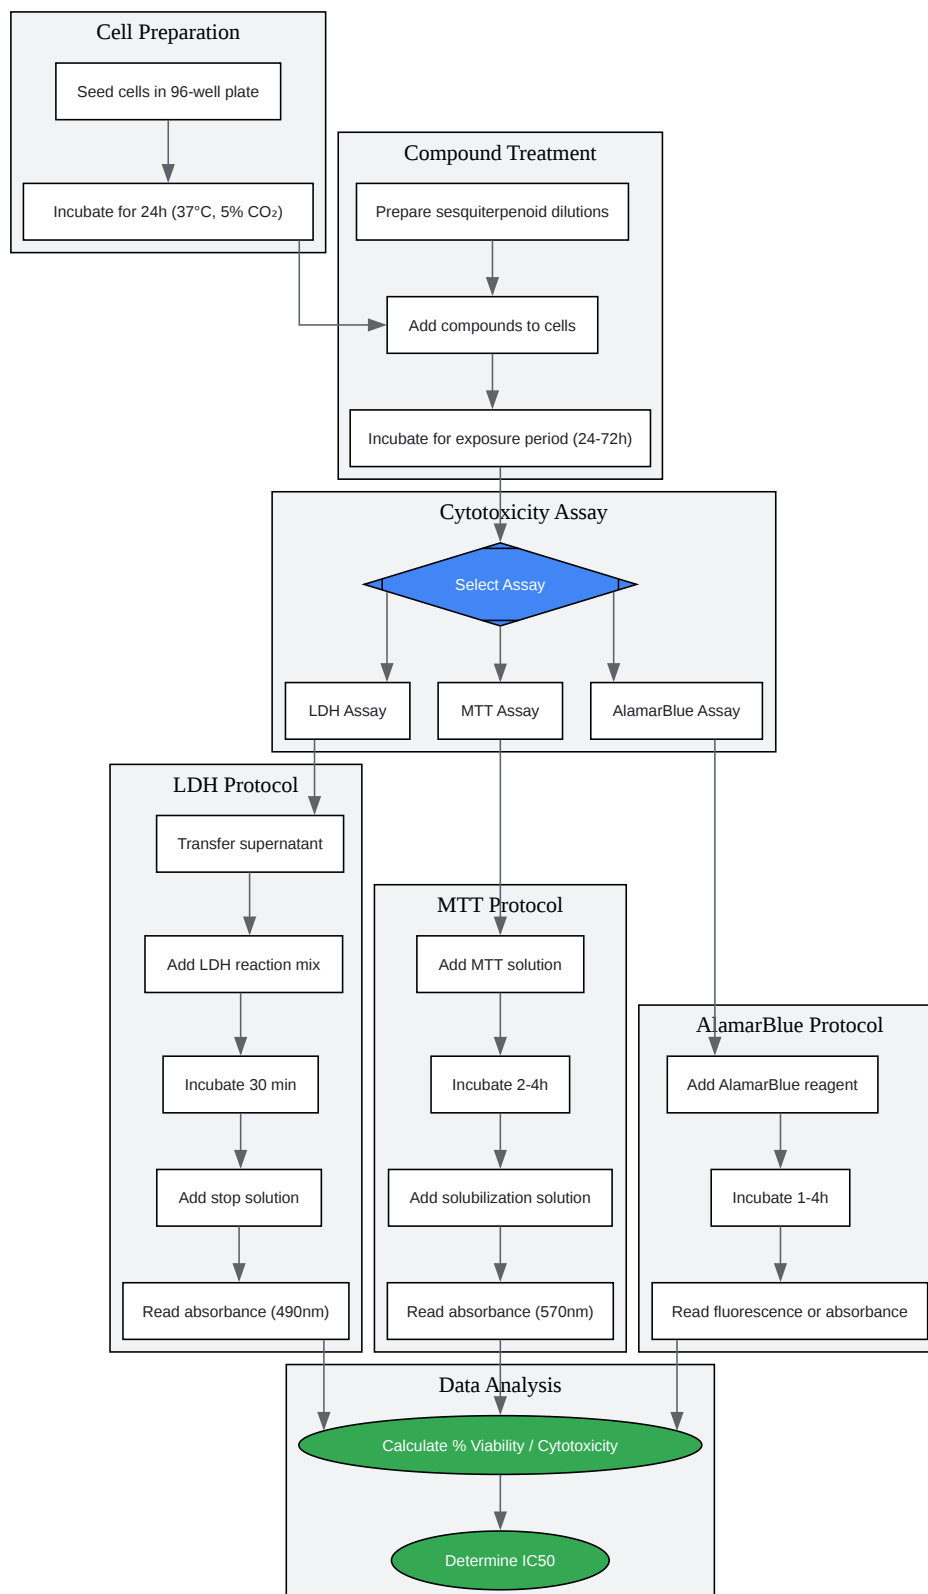 Cell Preparation
Seed cells in 96-well plate
Incubate for 24h (37°C, 5% CO₂)
Compound Treatment
Prepare sesquiterpenoid dilutions
Add compounds to cells
Incubate for exposure period (24-72h)
Cytotoxicity Assay
Select Assay
LDH Assay
MTT Assay
AlamarBlue Assay
LDH Protocol
Transfer supernatant
Add LDH reaction mix
Incubate 30 min
Add stop solution
Read absorbance (490nm)
MTT Protocol
Add MTT solution
Incubate 2-4h
Add solubilization solution
Read absorbance (570nm)
AlamarBlue Protocol
Add AlamarBlue reagent
Incubate 1-4h
Read fluorescence or absorbance
Data Analysis
Calculate % Viability / Cytotoxicity
Determine IC50